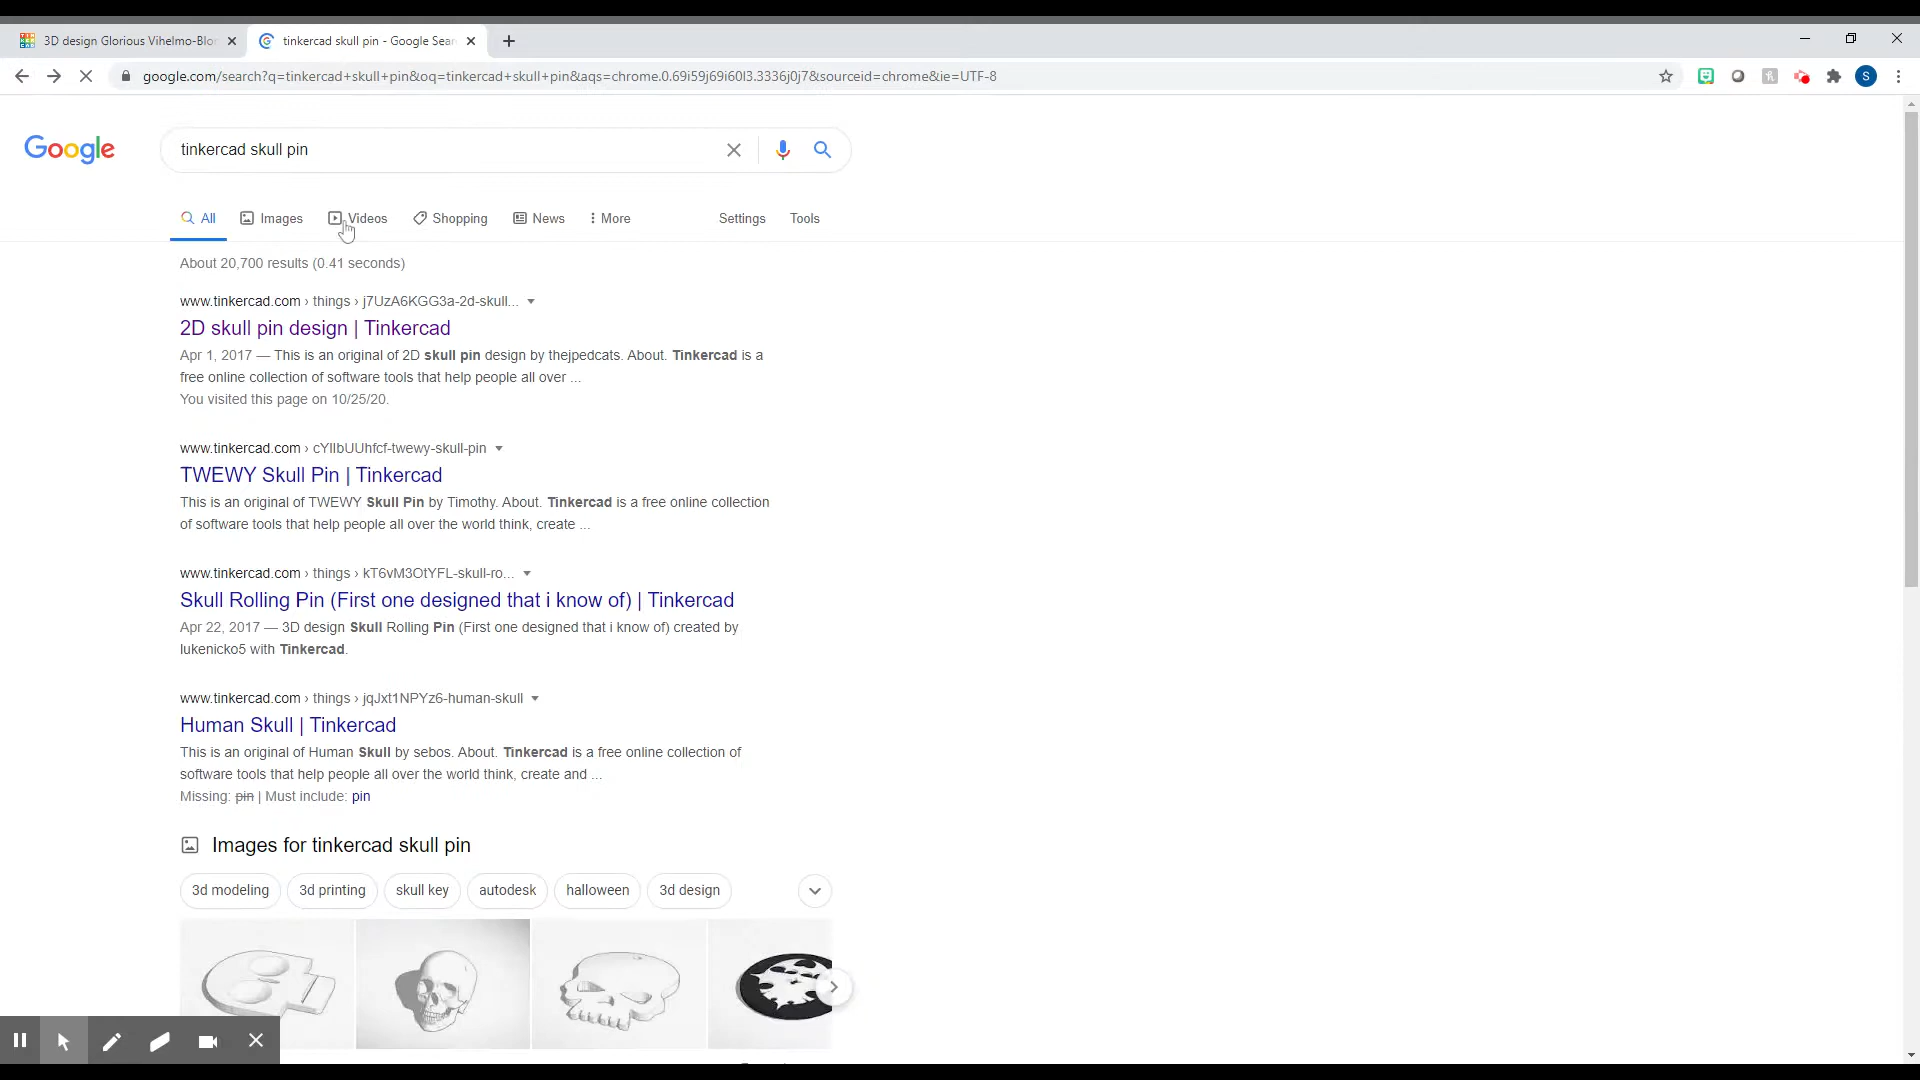 3D design Glorious Vihelmo-Blo
tinkercad skull pin - Google Sear
google.com/search?q=tinkercad+skull+pin&oq=tinkercad+skull+pin&aqs=chrome.0.69i59j69i60l3.3336j0j7&sourceid=chrome&ie=UTF-8
S
Google
tinkercad skull pin
All Images Videos Shopping News More Settings Tools
About 20,700 results (0.41 seconds)
www.tinkercad.com › things › j7UzA6KGG3a-2d-skull...
2D skull pin design | Tinkercad
Apr 1, 2017 — This is an original of 2D skull pin design by thejpedcats. About. Tinkercad is a
free online collection of software tools that help people all over ...
You visited this page on 10/25/20.
www.tinkercad.com › cYIlbUUhfcf-twewy-skull-pin
TWEWY Skull Pin | Tinkercad
This is an original of TWEWY Skull Pin by Timothy. About. Tinkercad is a free online collection
of software tools that help people all over the world think, create ...
www.tinkercad.com › things › kT6vM3OtYFL-skull-ro...
Skull Rolling Pin (First one designed that i know of) | Tinkercad
Apr 22, 2017 — 3D design Skull Rolling Pin (First one designed that i know of) created by
lukenicko5 with Tinkercad.
www.tinkercad.com › things › jqJxt1NPYz6-human-skull
Human Skull | Tinkercad
This is an original of Human Skull by sebos. About. Tinkercad is a free online collection of
software tools that help people all over the world think, create and ...
Missing: pin | Must include: pin
Images for tinkercad skull pin
3d modeling 3d printing skull key autodesk halloween 3d design